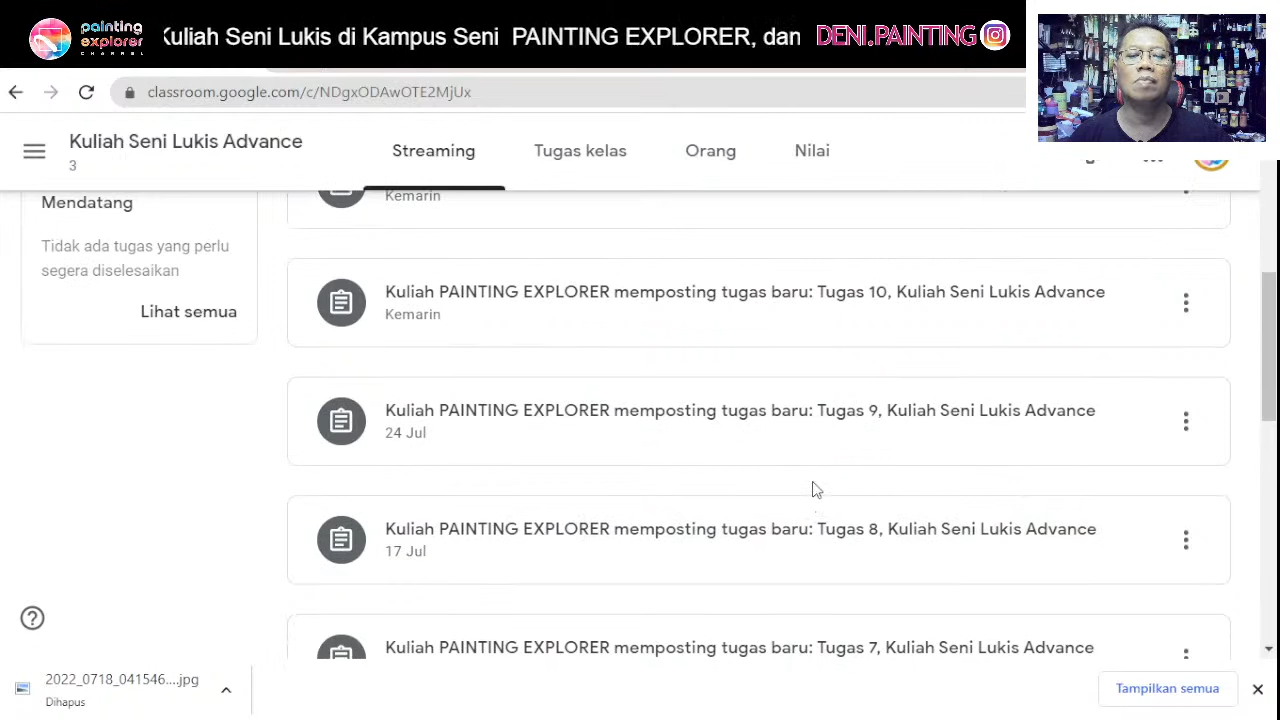 painting
explorer
CHANNEL
Kuliah Seni Lukis di Kampus Seni PAINTING EXPLORER, dan
DENI.PAINTING
classroom.google.com/c/NDgxODAwOTE2MjUx
Kuliah Seni Lukis Advance
3
Streaming
Tugas kelas
Orang
Nilai
Mendatang
Tidak ada tugas yang perlu
segera diselesaikan
Lihat semua
Kemarin
Kuliah PAINTING EXPLORER memposting tugas baru: Tugas 10, Kuliah Seni Lukis Advance
Kemarin
Kuliah PAINTING EXPLORER memposting tugas baru: Tugas 9, Kuliah Seni Lukis Advance
24 Jul
Kuliah PAINTING EXPLORER memposting tugas baru: Tugas 8, Kuliah Seni Lukis Advance
17 Jul
Kuliah PAINTING EXPLORER memposting tugas baru: Tugas 7, Kuliah Seni Lukis Advance
2022_0718_041546....jpg
Dihapus
Tampilkan semua